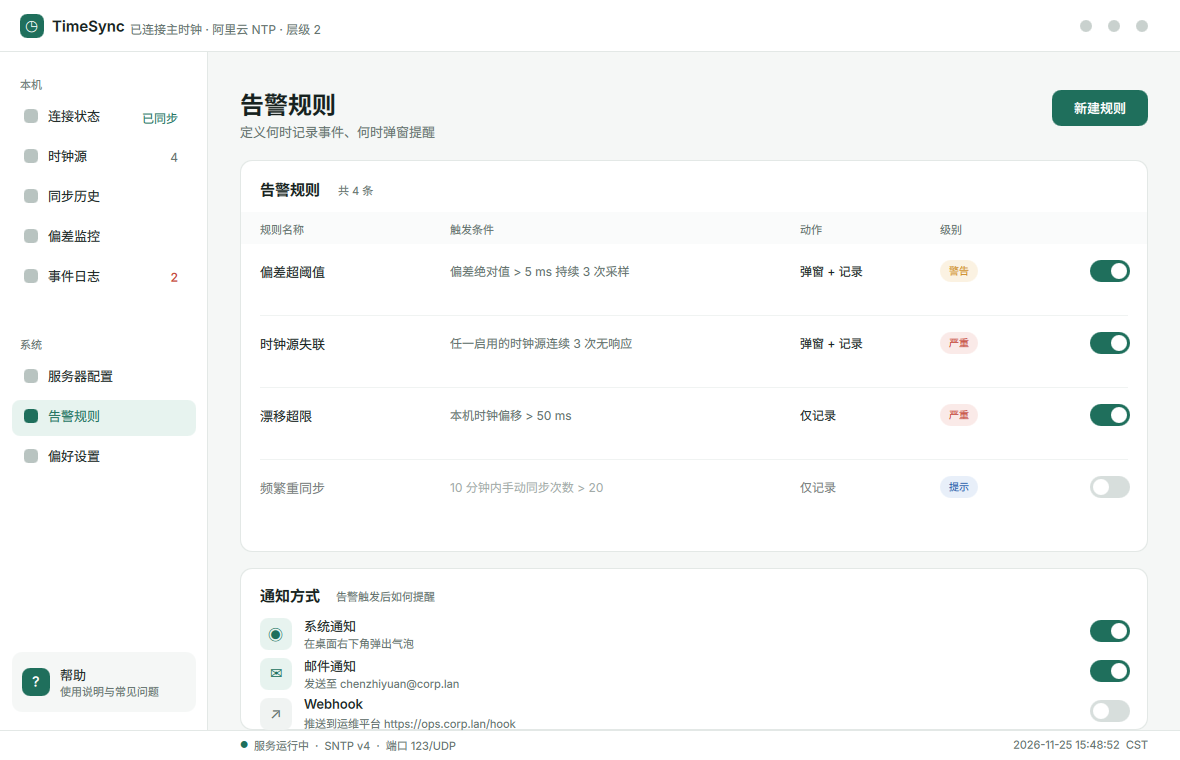 TimeSync 已连接主时钟 · 阿里云 NTP · 层级 2
本机
连接状态 已同步
时钟源 4
同步历史
偏差监控
事件日志 2
系统
服务器配置
告警规则
偏好设置
? 帮助
使用说明与常见问题
告警规则
定义何时记录事件、何时弹窗提醒
新建规则
告警规则 共 4 条
规则名称 触发条件 动作 级别
偏差超阈值 偏差绝对值 > 5 ms 持续 3 次采样 弹窗 + 记录 警告
时钟源失联 任一启用的时钟源连续 3 次无响应 弹窗 + 记录 严重
漂移超限 本机时钟偏移 > 50 ms 仅记录 严重
频繁重同步 10 分钟内手动同步次数 > 20 仅记录 提示
通知方式 告警触发后如何提醒
系统通知
在桌面右下角弹出气泡
邮件通知
发送至 chenzhiyuan@corp.lan
Webhook
推送到运维平台 https://ops.corp.lan/hook
服务运行中 · SNTP v4 · 端口 123/UDP
2026-11-25 15:48:52 CST